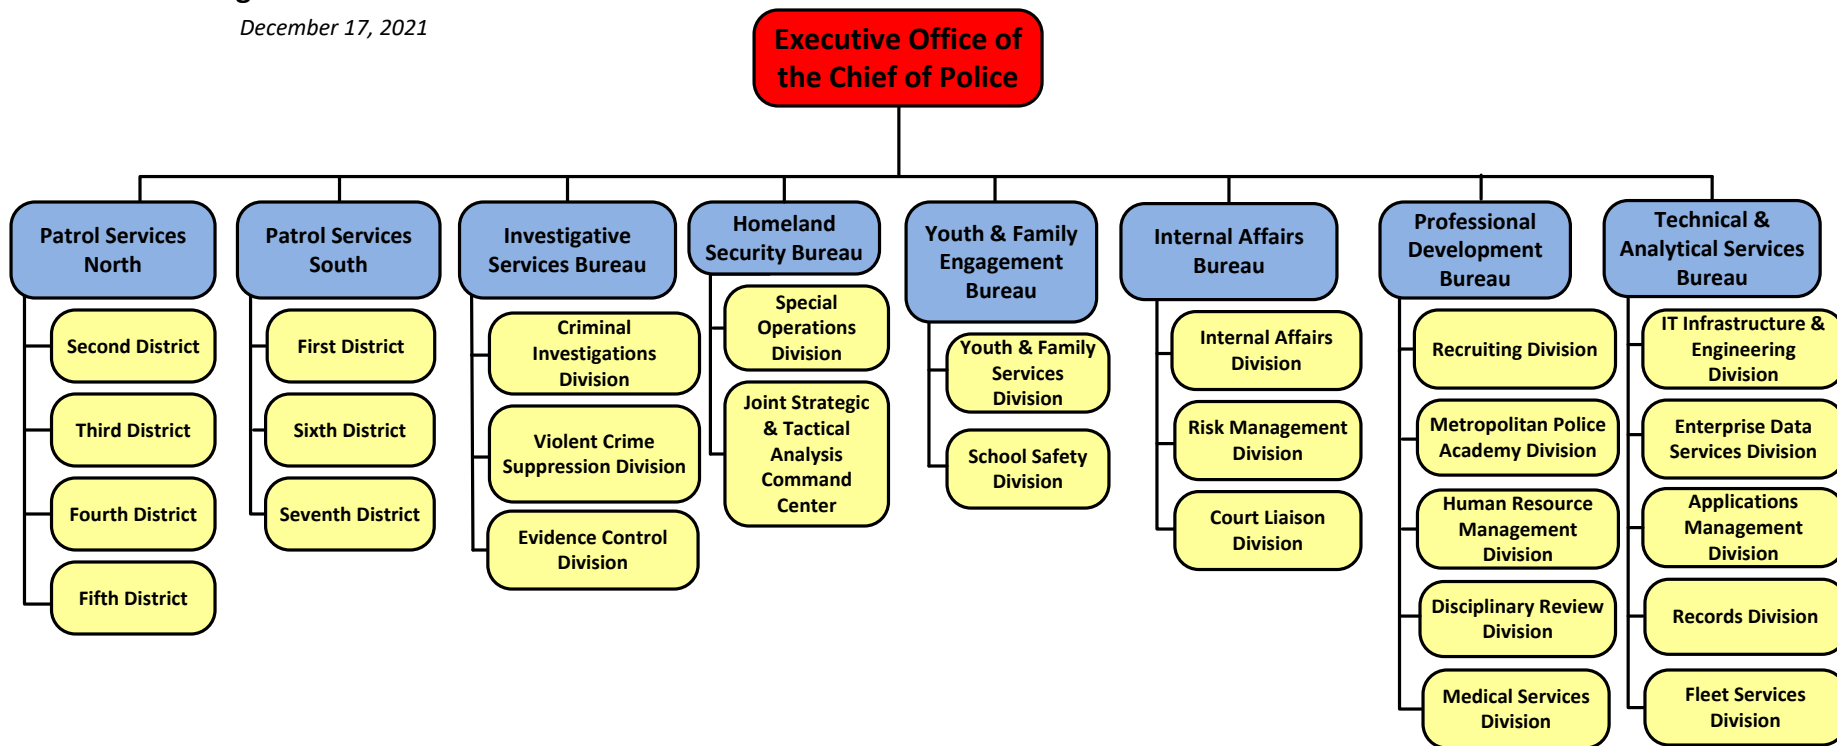 December 17, 2021
Executive Office of
the Chief of Police
Patrol Services
North
Second District
Third District
Fourth District
Fifth District
Patrol Services
South
First District
Sixth District
Seventh District
Investigative
Services Bureau
Criminal
Investigations
Division
Violent Crime
Suppression Division
Evidence Control
Division
Homeland
Security Bureau
Special
Operations
Division
Joint Strategic
& Tactical
Analysis
Command
Center
Youth & Family
Engagement
Bureau
Youth & Family
Services
Division
School Safety
Division
Internal Affairs
Bureau
Internal Affairs
Division
Risk Management
Division
Court Liaison
Division
Professional
Development
Bureau
Recruiting Division
Metropolitan Police
Academy Division
Human Resource
Management
Division
Disciplinary Review
Division
Medical Services
Division
Technical &
Analytical Services
Bureau
IT Infrastructure &
Engineering
Division
Enterprise Data
Services Division
Applications
Management
Division
Records Division
Fleet Services
Division